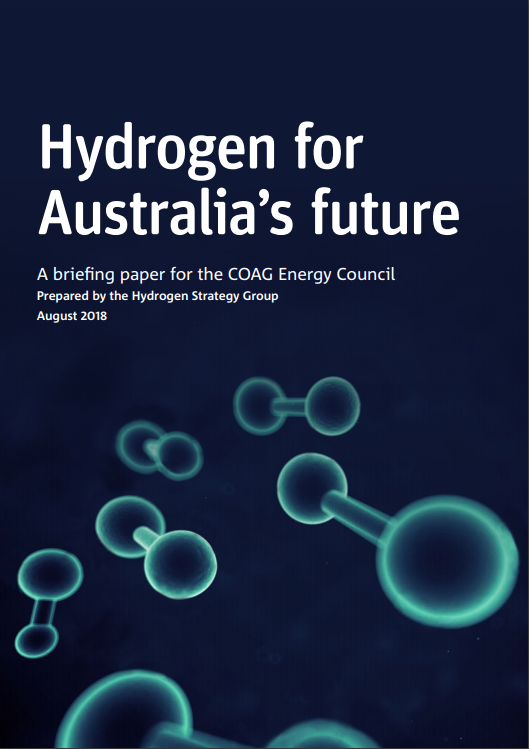 Hydrogen for
Australia’s future
A briefing paper for the COAG Energy Council
Prepared by the Hydrogen Strategy Group
August 2018